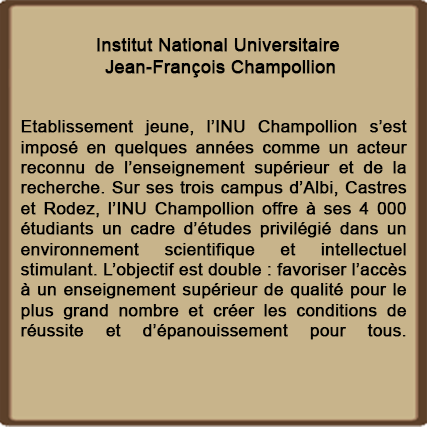 Institut National Universitaire
Jean-François Champollion
Etablissement jeune, l'INU Champollion s'est
imposé en quelques années comme un acteur
reconnu de l'enseignement supérieur et de la
recherche. Sur ses trois campus d'Albi, Castres
et Rodez, l'INU Champollion offre à ses 4 000
étudiants un cadre d'études privilégié dans un
environnement scientifique et intellectuel
stimulant. L'objectif est double : favoriser l'accès
à un enseignement supérieur de qualité pour le
plus grand nombre et créer les conditions de
réussite et d'épanouissement pour tous.